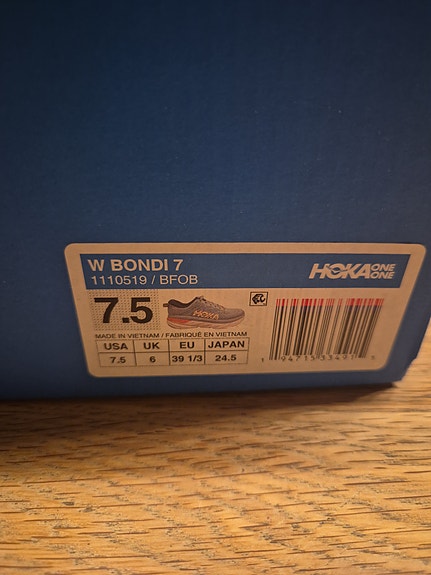 W BONDI 7
1110519 / BFOB
HOKA ONE ONE
7.5
HOKA
MADE IN VIETNAM / FABRIQUÉ EN VIETNAM
USA UK EU JAPAN
7.5 6 39 1/3 24.5